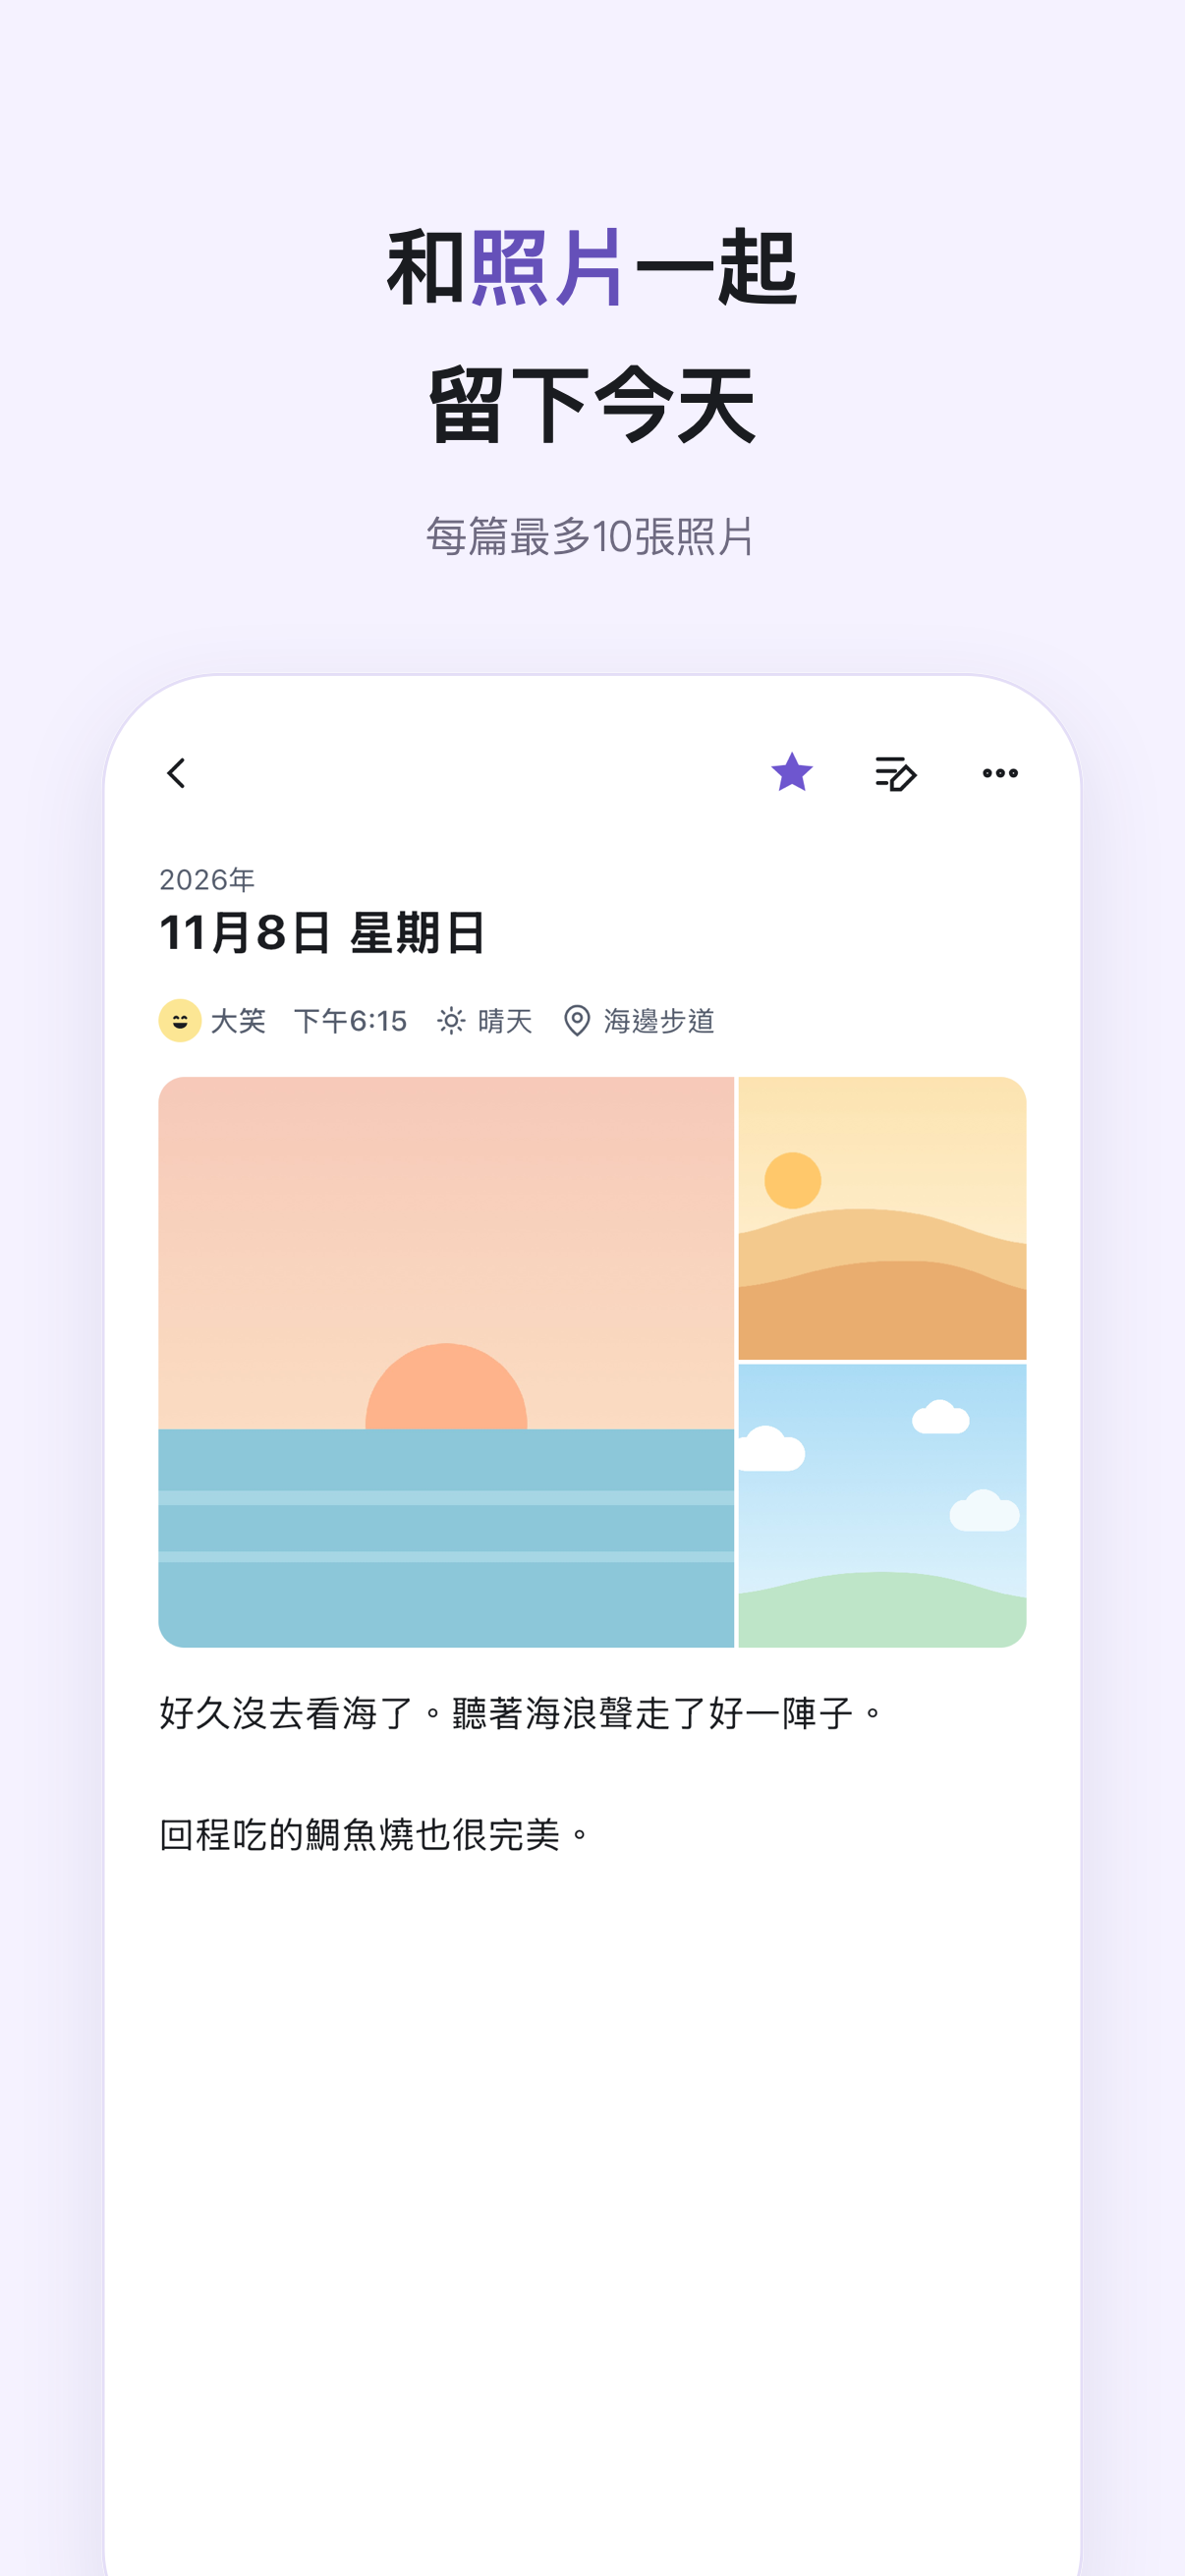 和照片一起
留下今天
每篇最多10張照片
2026年
11月8日 星期日
大笑 下午6:15 晴天 海邊步道
好久沒去看海了。聽著海浪聲走了好一陣子。
回程吃的鯛魚燒也很完美。